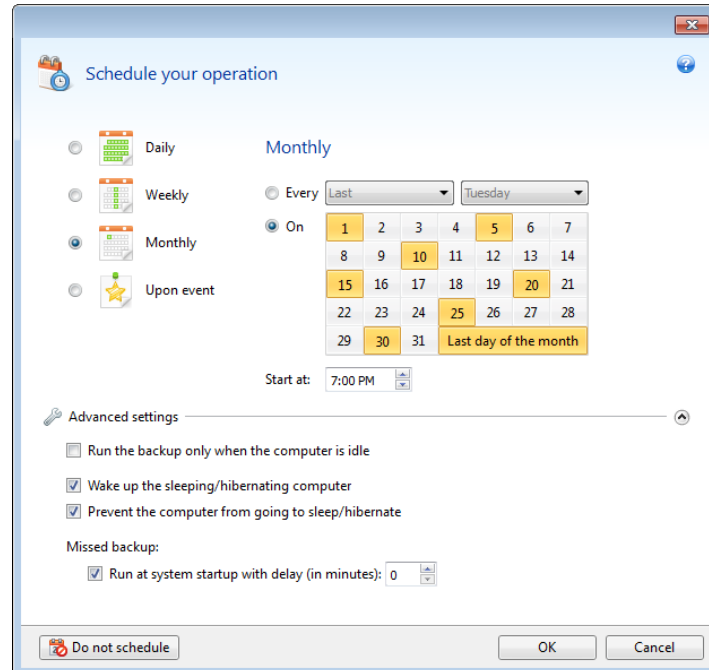 Schedule your operation
Daily
Weekly
Monthly
Upon event
Monthly
Every Last Tuesday
On
1 2 3 4 5 6 7
8 9 10 11 12 13 14
15 16 17 18 19 20 21
22 23 24 25 26 27 28
29 30 31 Last day of the month
Start at: 7:00 PM
Advanced settings
Run the backup only when the computer is idle
Wake up the sleeping/hibernating computer
Prevent the computer from going to sleep/hibernate
Missed backup:
Run at system startup with delay (in minutes): 0
Do not schedule OK Cancel